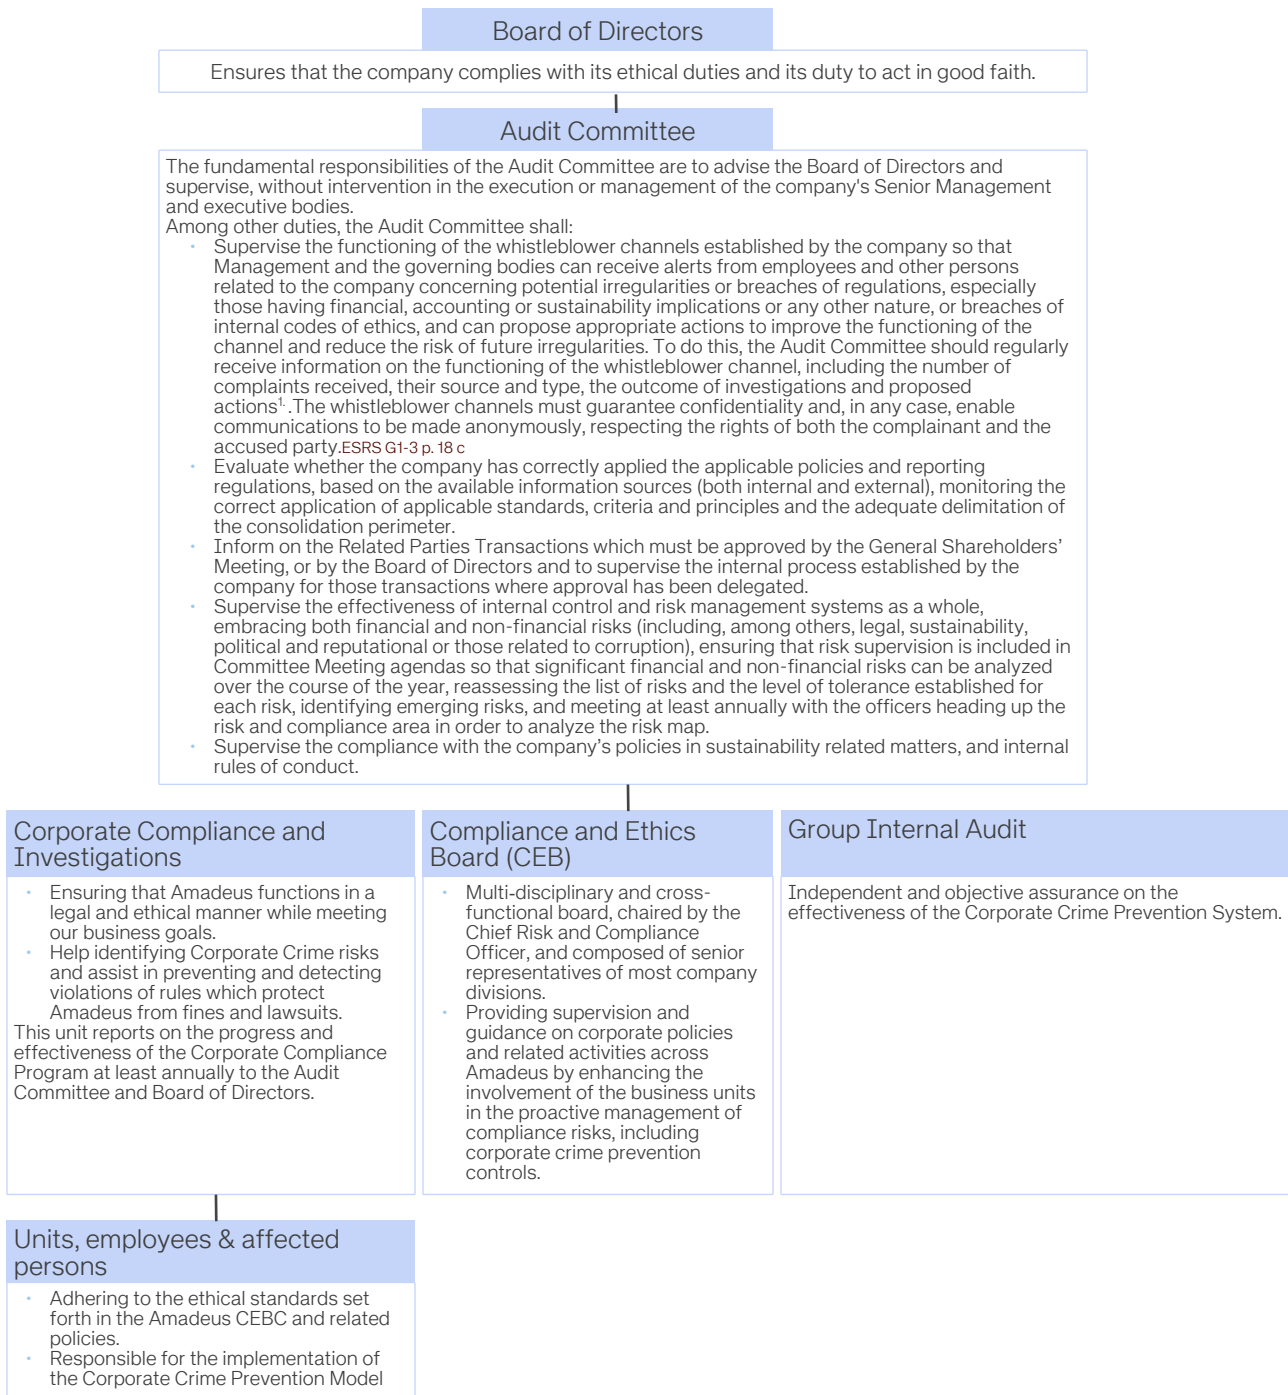 Board of Directors
Ensures that the company complies with its ethical duties and its duty to act in good faith.
Audit Committee
The fundamental responsibilities of the Audit Committee are to advise the Board of Directors and
supervise, without intervention in the execution or management of the company's Senior Management
and executive bodies.
Among other duties, the Audit Committee shall:
• Supervise the functioning of the whistleblower channels established by the company so that
Management and the governing bodies can receive alerts from employees and other persons
related to the company concerning potential irregularities or breaches of regulations, especially
those having financial, accounting or sustainability implications or any other nature, or breaches of
internal codes of ethics, and can propose appropriate actions to improve the functioning of the
channel and reduce the risk of future irregularities. To do this, the Audit Committee should regularly
receive information on the functioning of the whistleblower channel, including the number of
complaints received, their source and type, the outcome of investigations and proposed
actions¹· .The whistleblower channels must guarantee confidentiality and, in any case, enable
communications to be made anonymously, respecting the rights of both the complainant and the
accused party.ESRS G1-3 p. 18 c
• Evaluate whether the company has correctly applied the applicable policies and reporting
regulations, based on the available information sources (both internal and external), monitoring the
correct application of applicable standards, criteria and principles and the adequate delimitation of
the consolidation perimeter.
• Inform on the Related Parties Transactions which must be approved by the General Shareholders’
Meeting, or by the Board of Directors and to supervise the internal process established by the
company for those transactions where approval has been delegated.
• Supervise the effectiveness of internal control and risk management systems as a whole,
embracing both financial and non-financial risks (including, among others, legal, sustainability,
political and reputational or those related to corruption), ensuring that risk supervision is included in
Committee Meeting agendas so that significant financial and non-financial risks can be analyzed
over the course of the year, reassessing the list of risks and the level of tolerance established for
each risk, identifying emerging risks, and meeting at least annually with the officers heading up the
risk and compliance area in order to analyze the risk map.
• Supervise the compliance with the company’s policies in sustainability related matters, and internal
rules of conduct.
Corporate Compliance and
Investigations
• Ensuring that Amadeus functions in a
legal and ethical manner while meeting
our business goals.
• Help identifying Corporate Crime risks
and assist in preventing and detecting
violations of rules which protect
Amadeus from fines and lawsuits.
This unit reports on the progress and
effectiveness of the Corporate Compliance
Program at least annually to the Audit
Committee and Board of Directors.
Compliance and Ethics
Board (CEB)
• Multi-disciplinary and cross-
functional board, chaired by the
Chief Risk and Compliance
Officer, and composed of senior
representatives of most company
divisions.
• Providing supervision and
guidance on corporate policies
and related activities across
Amadeus by enhancing the
involvement of the business units
in the proactive management of
compliance risks, including
corporate crime prevention
controls.
Group Internal Audit
Independent and objective assurance on the
effectiveness of the Corporate Crime Prevention System.
Units, employees & affected
persons
• Adhering to the ethical standards set
forth in the Amadeus CEBC and related
policies.
• Responsible for the implementation of
the Corporate Crime Prevention Model